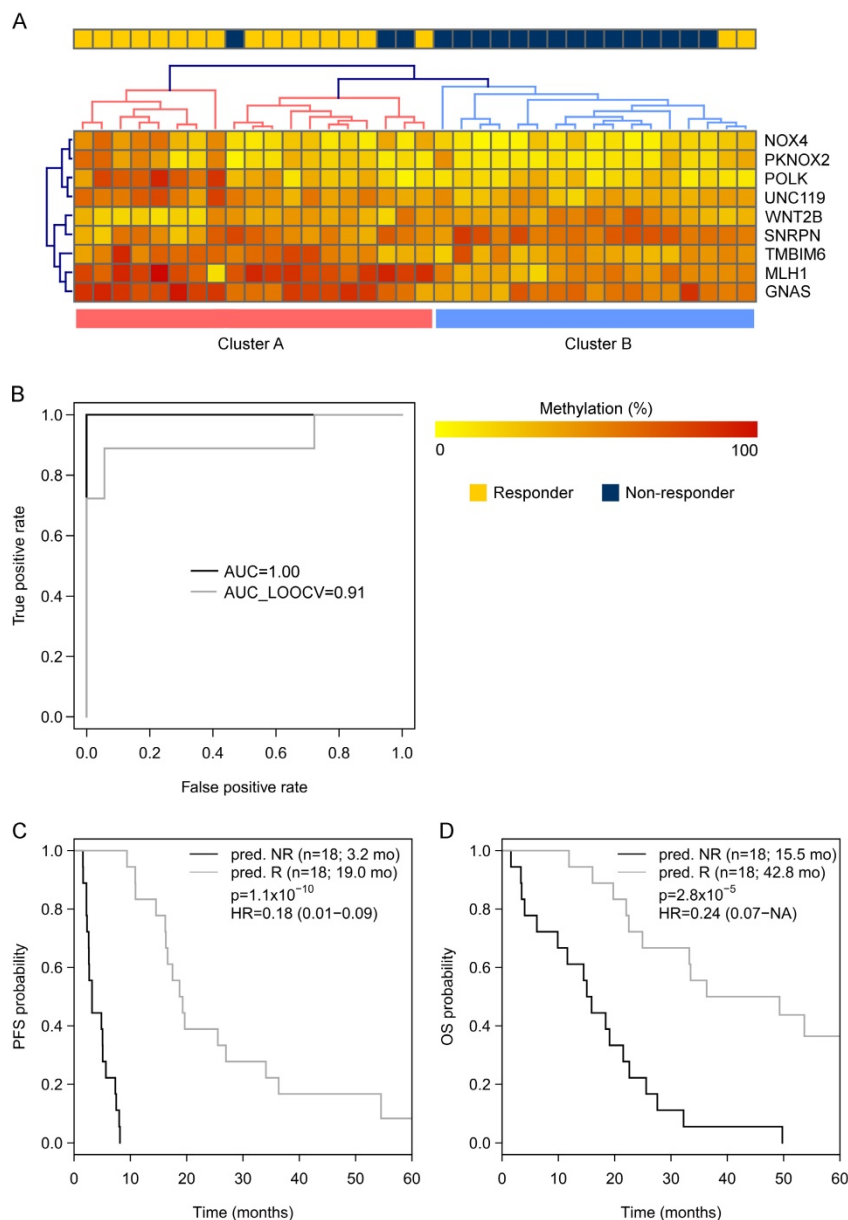 A
NOX4
PKNOX2
POLK
UNC119
WNT2B
SNRPN
TMBIM6
MLH1
GNAS
Cluster A
Cluster B
B
1.0
0.8
0.6
0.4
0.2
0.0
True positive rate
0.0 0.2 0.4 0.6 0.8 1.0
False positive rate
AUC=1.00
AUC_LOOCV=0.91
Methylation (%)
0 100
Responder
Non-responder
C
1.0
0.8
0.6
0.4
0.2
0.0
PFS probability
0 10 20 30 40 50 60
Time (months)
pred. NR (n=18; 3.2 mo)
pred. R (n=18; 19.0 mo)
p=1.1x10⁻¹⁰
HR=0.18 (0.01−0.09)
D
1.0
0.8
0.6
0.4
0.2
0.0
OS probability
0 10 20 30 40 50 60
Time (months)
pred. NR (n=18; 15.5 mo)
pred. R (n=18; 42.8 mo)
p=2.8x10⁻⁵
HR=0.24 (0.07−NA)